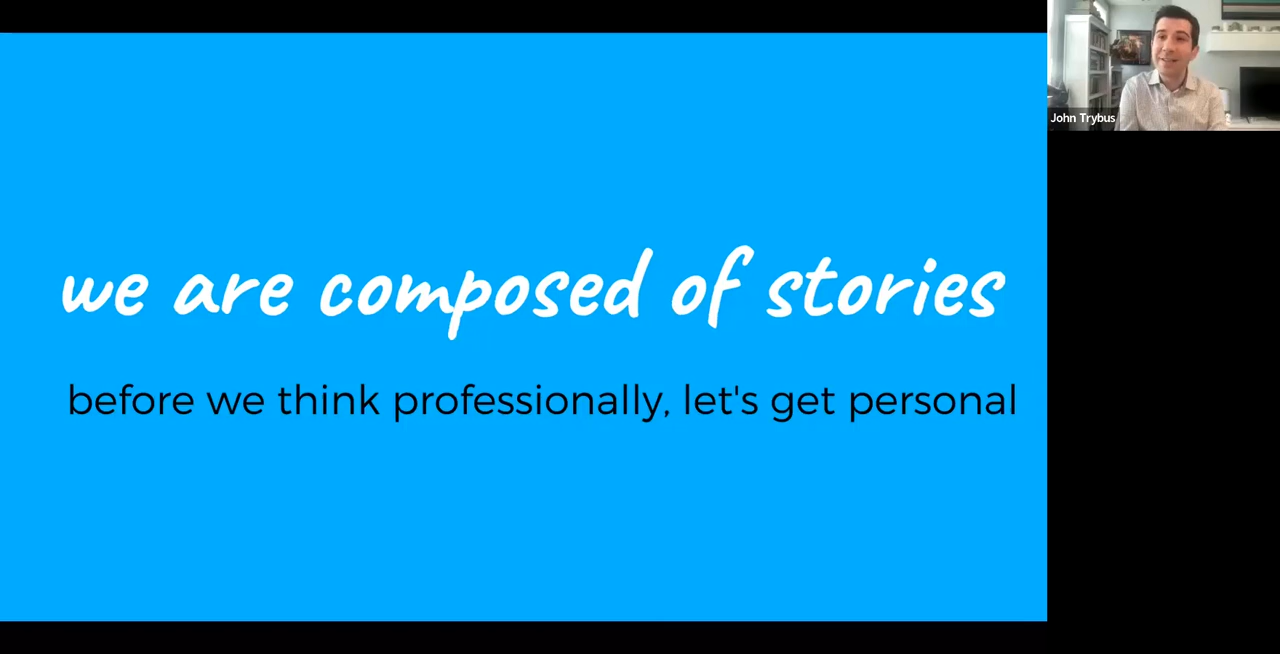 we are composed of stories
before we think professionally, let's get personal
John Trybus